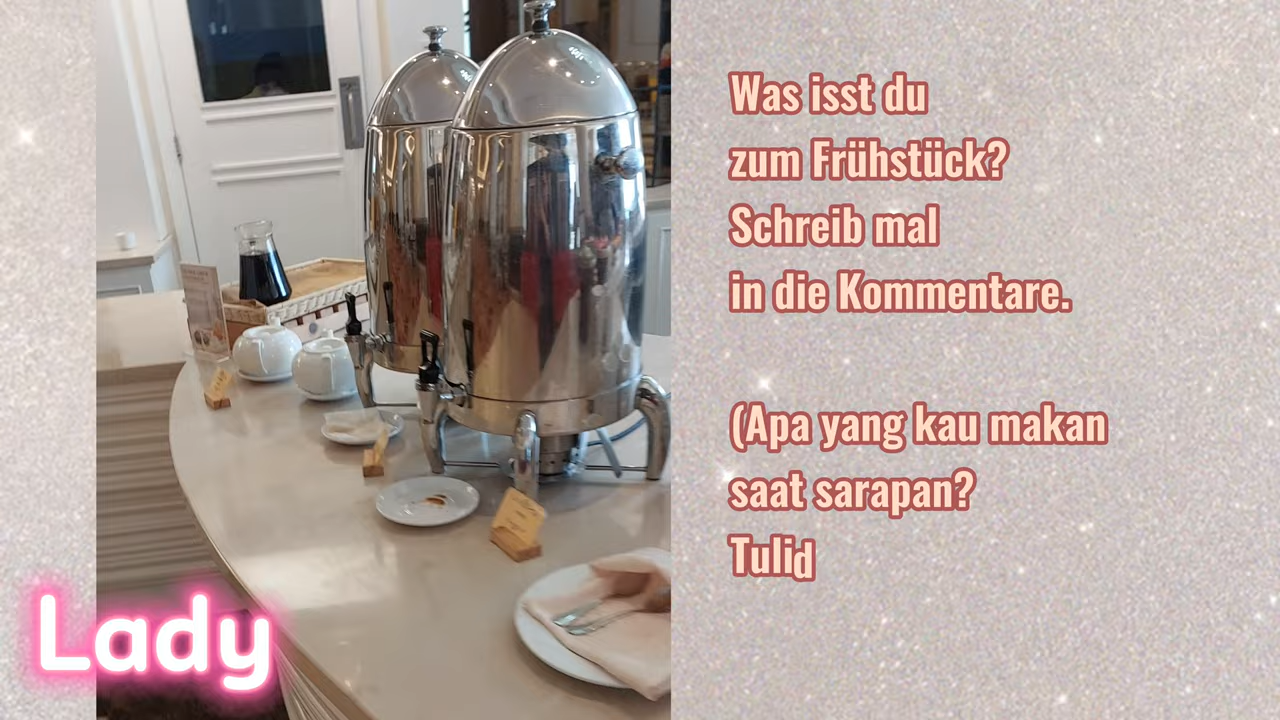 Was isst du
zum Frühstück?
Schreib mal
in die Kommentare.
(Apa yang kau makan
saat sarapan?
Tulid
Lady